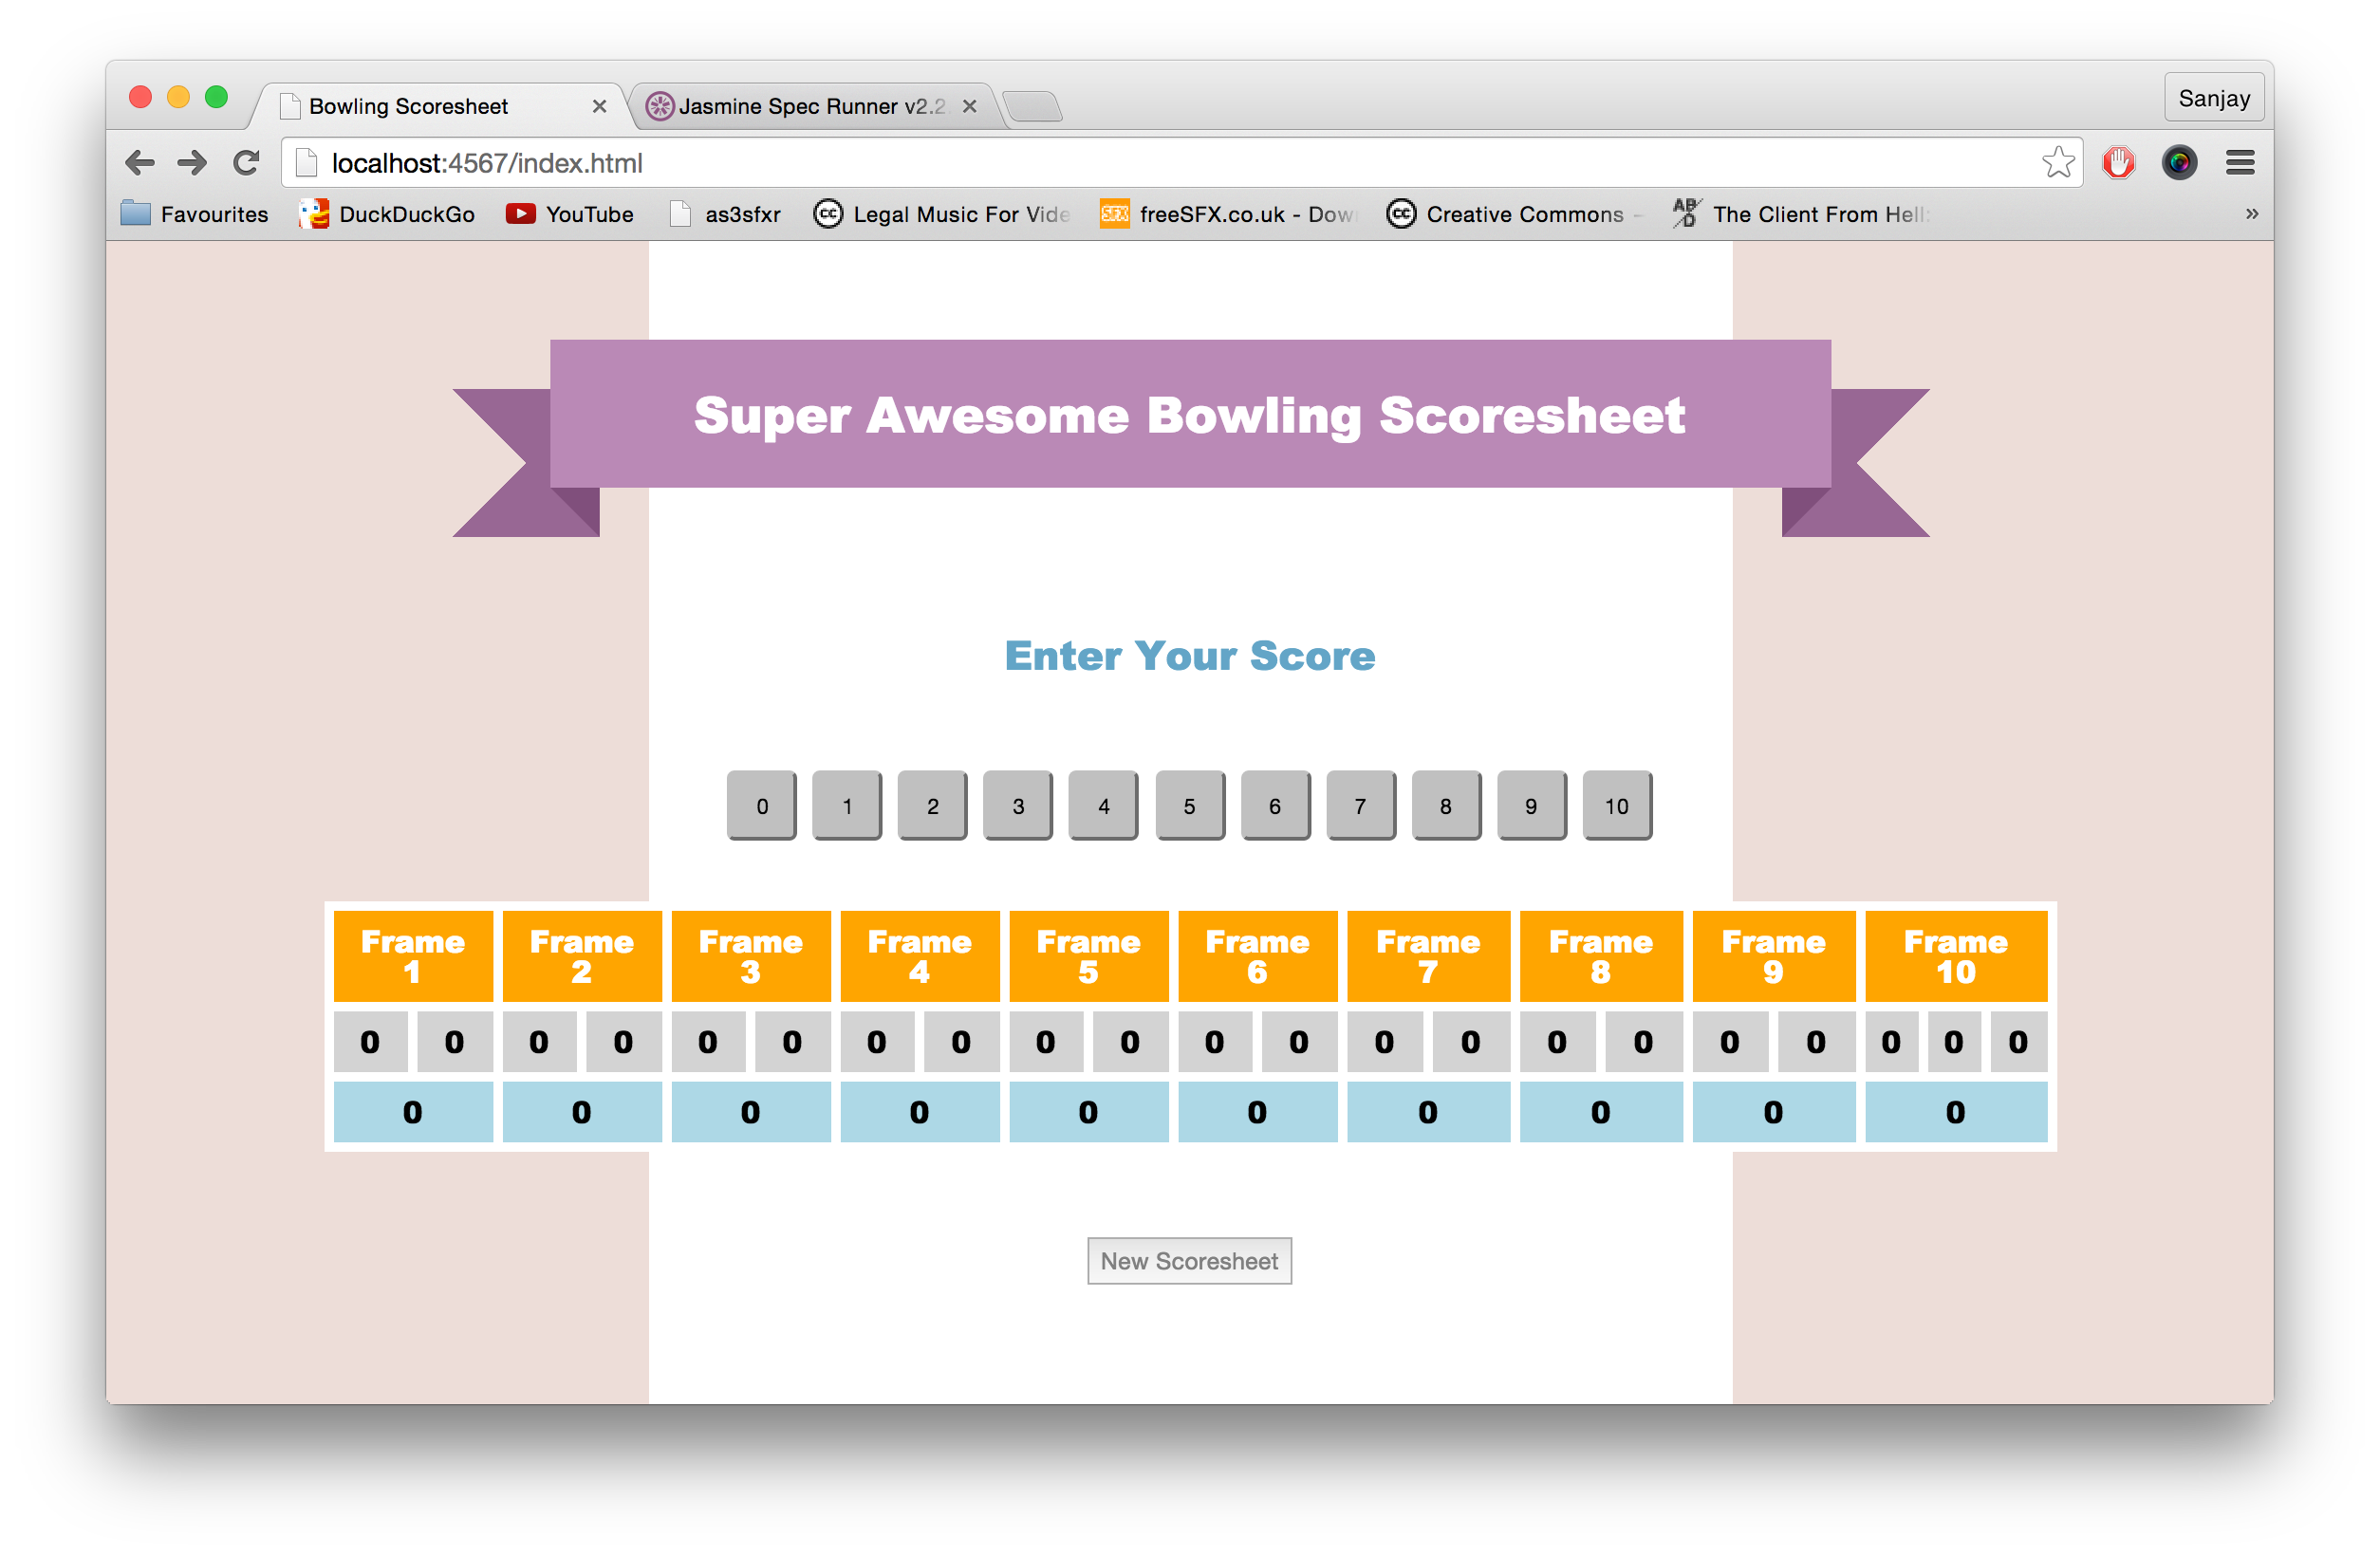 Bowling Scoresheet
Jasmine Spec Runner v2.2
Sanjay
localhost:4567/index.html
Favourites DuckDuckGo YouTube as3sfxr Legal Music For Vide freeSFX.co.uk - Dow Creative Commons – The Client From Hell: »
Super Awesome Bowling Scoresheet
Enter Your Score
0 1 2 3 4 5 6 7 8 9 10
Frame 1 Frame 2 Frame 3 Frame 4 Frame 5 Frame 6 Frame 7 Frame 8 Frame 9 Frame 10
0 0 0 0 0 0 0 0 0 0 0 0 0 0 0 0 0 0 0 0 0
0 0 0 0 0 0 0 0 0 0
New Scoresheet